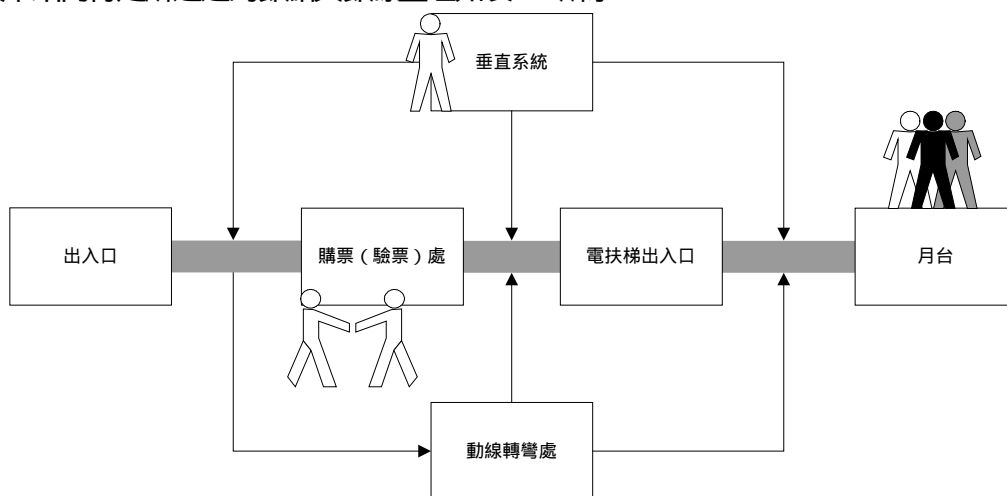 垂直系統
出入口
購票（驗票）處
電扶梯出入口
月台
動線轉彎處